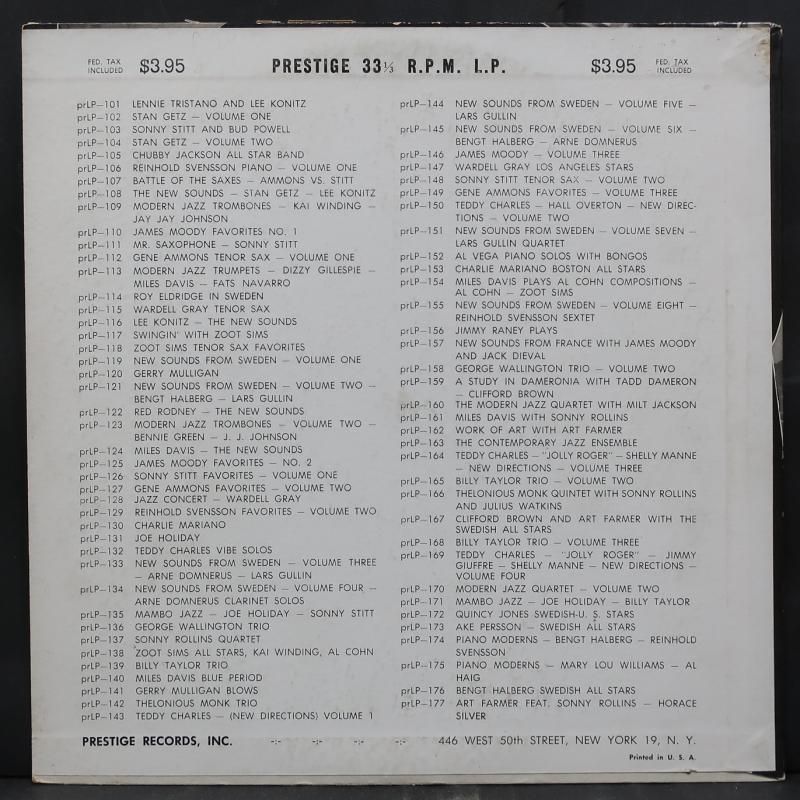 FED. TAX
INCLUDED
$3.95
PRESTIGE 33⅓ R.P.M. L.P.
$3.95
FED. TAX
INCLUDED
prLP—101 LENNIE TRISTANO AND LEE KONITZ
prLP—102 STAN GETZ — VOLUME ONE
prLP—103 SONNY STITT AND BUD POWELL
prLP—104 STAN GETZ — VOLUME TWO
prLP—105 CHUBBY JACKSON ALL STAR BAND
prLP—106 REINHOLD SVENSSON PIANO — VOLUME ONE
prLP—107 BATTLE OF THE SAXES — AMMONS VS. STITT
prLP—108 THE NEW SOUNDS — STAN GETZ — LEE KONITZ
prLP—109 MODERN JAZZ TROMBONES — KAI WINDING —
JAY JAY JOHNSON
prLP—110 JAMES MOODY FAVORITES NO. 1
prLP—111 MR. SAXOPHONE — SONNY STITT
prLP—112 GENE AMMONS TENOR SAX — VOLUME ONE
prLP—113 MODERN JAZZ TRUMPETS — DIZZY GILLESPIE —
MILES DAVIS — FATS NAVARRO
prLP—114 ROY ELDRIDGE IN SWEDEN
prLP—115 WARDELL GRAY TENOR SAX
prLP—116 LEE KONITZ — THE NEW SOUNDS
prLP—117 SWINGIN' WITH ZOOT SIMS
prLP—118 ZOOT SIMS TENOR SAX FAVORITES
prLP—119 NEW SOUNDS FROM SWEDEN — VOLUME ONE
prLP—120 GERRY MULLIGAN
prLP—121 NEW SOUNDS FROM SWEDEN — VOLUME TWO —
BENGT HALBERG — LARS GULLIN
prLP—122 RED RODNEY — THE NEW SOUNDS
prLP—123 MODERN JAZZ TROMBONES — VOLUME TWO —
BENNIE GREEN — J. J. JOHNSON
prLP—124 MILES DAVIS — THE NEW SOUNDS
prLP—125 JAMES MOODY FAVORITES — NO. 2
prLP—126 SONNY STITT FAVORITES — VOLUME ONE
prLP—127 GENE AMMONS FAVORITES — VOLUME TWO
prLP—128 JAZZ CONCERT — WARDELL GRAY
prLP—129 REINHOLD SVENSSON FAVORITES — VOLUME TWO
prLP—130 CHARLIE MARIANO
prLP—131 JOE HOLIDAY
prLP—132 TEDDY CHARLES VIBE SOLOS
prLP—133 NEW SOUNDS FROM SWEDEN — VOLUME THREE
— ARNE DOMNERUS — LARS GULLIN
prLP—134 NEW SOUNDS FROM SWEDEN — VOLUME FOUR —
ARNE DOMNERUS CLARINET SOLOS
prLP—135 MAMBO JAZZ — JOE HOLIDAY — SONNY STITT
prLP—136 GEORGE WALLINGTON TRIO
prLP—137 SONNY ROLLINS QUARTET
prLP—138 ZOOT SIMS ALL STARS, KAI WINDING, AL COHN
prLP—139 BILLY TAYLOR TRIO
prLP—140 MILES DAVIS BLUE PERIOD
prLP—141 GERRY MULLIGAN BLOWS
prLP—142 THELONIOUS MONK TRIO
prLP—143 TEDDY CHARLES — (NEW DIRECTIONS) VOLUME 1
prLP—144 NEW SOUNDS FROM SWEDEN — VOLUME FIVE —
LARS GULLIN
prLP—145 NEW SOUNDS FROM SWEDEN — VOLUME SIX —
BENGT HALBERG — ARNE DOMNERUS
prLP—146 JAMES MOODY — VOLUME THREE
prLP—147 WARDELL GRAY LOS ANGELES STARS
prLP—148 SONNY STITT TENOR SAX — VOLUME TWO
prLP—149 GENE AMMONS FAVORITES — VOLUME THREE
prLP—150 TEDDY CHARLES — HALL OVERTON — NEW DIREC-
TIONS — VOLUME TWO
prLP—151 NEW SOUNDS FROM SWEDEN — VOLUME SEVEN —
LARS GULLIN QUARTET
prLP—152 AL VEGA PIANO SOLOS WITH BONGOS
prLP—153 CHARLIE MARIANO BOSTON ALL STARS
prLP—154 MILES DAVIS PLAYS AL COHN COMPOSITIONS —
AL COHN — ZOOT SIMS
prLP—155 NEW SOUNDS FROM SWEDEN — VOLUME EIGHT —
REINHOLD SVENSSON SEXTET
prLP—156 JIMMY RANEY PLAYS
prLP—157 NEW SOUNDS FROM FRANCE WITH JAMES MOODY
AND JACK DIEVAL
prLP—158 GEORGE WALLINGTON TRIO — VOLUME TWO
prLP—159 A STUDY IN DAMERONIA WITH TADD DAMERON
— CLIFFORD BROWN
prLP—160 THE MODERN JAZZ QUARTET WITH MILT JACKSON
prLP—161 MILES DAVIS WITH SONNY ROLLINS
prLP—162 WORK OF ART WITH ART FARMER
prLP—163 THE CONTEMPORARY JAZZ ENSEMBLE
prLP—164 TEDDY CHARLES — "JOLLY ROGER" — SHELLY MANNE
— NEW DIRECTIONS — VOLUME THREE
prLP—165 BILLY TAYLOR TRIO — VOLUME TWO
prLP—166 THELONIOUS MONK QUINTET WITH SONNY ROLLINS
AND JULIUS WATKINS
prLP—167 CLIFFORD BROWN AND ART FARMER WITH THE
SWEDISH ALL STARS
prLP—168 BILLY TAYLOR TRIO — VOLUME THREE
prLP—169 TEDDY CHARLES — "JOLLY ROGER" — JIMMY
GIUFFRE — SHELLY MANNE — NEW DIRECTIONS —
VOLUME FOUR
prLP—170 MODERN JAZZ QUARTET — VOLUME TWO
prLP—171 MAMBO JAZZ — JOE HOLIDAY — BILLY TAYLOR
prLP—172 QUINCY JONES SWEDISH-U. S. STARS
prLP—173 AKE PERSSON — SWEDISH ALL STARS
prLP—174 PIANO MODERNS — BENGT HALBERG — REINHOLD
SVENSSON
prLP—175 PIANO MODERNS — MARY LOU WILLIAMS — AL
HAIG
prLP—176 BENGT HALBERG SWEDISH ALL STARS
prLP—177 ART FARMER FEAT. SONNY ROLLINS — HORACE
SILVER
PRESTIGE RECORDS, INC. -:- -:- -:- -:- 446 WEST 50th STREET, NEW YORK 19, N. Y.
Printed in U. S. A.